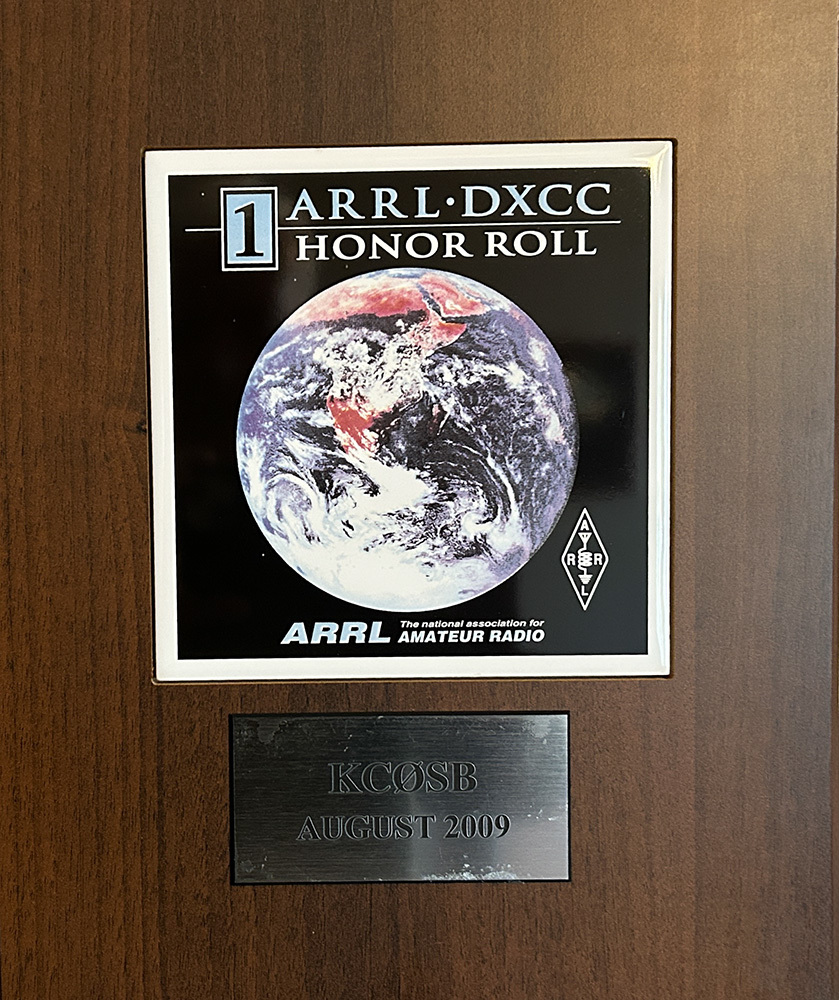 1 ARRL·DXCC
HONOR ROLL
A
R R
L
ARRL The national association for
AMATEUR RADIO
KCØSB
AUGUST 2009